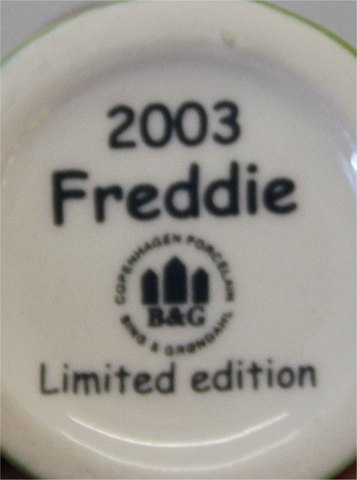 2003
Freddie
COPENHAGEN PORCELAIN
B&G
BING & GRØNDAHL
Limited edition